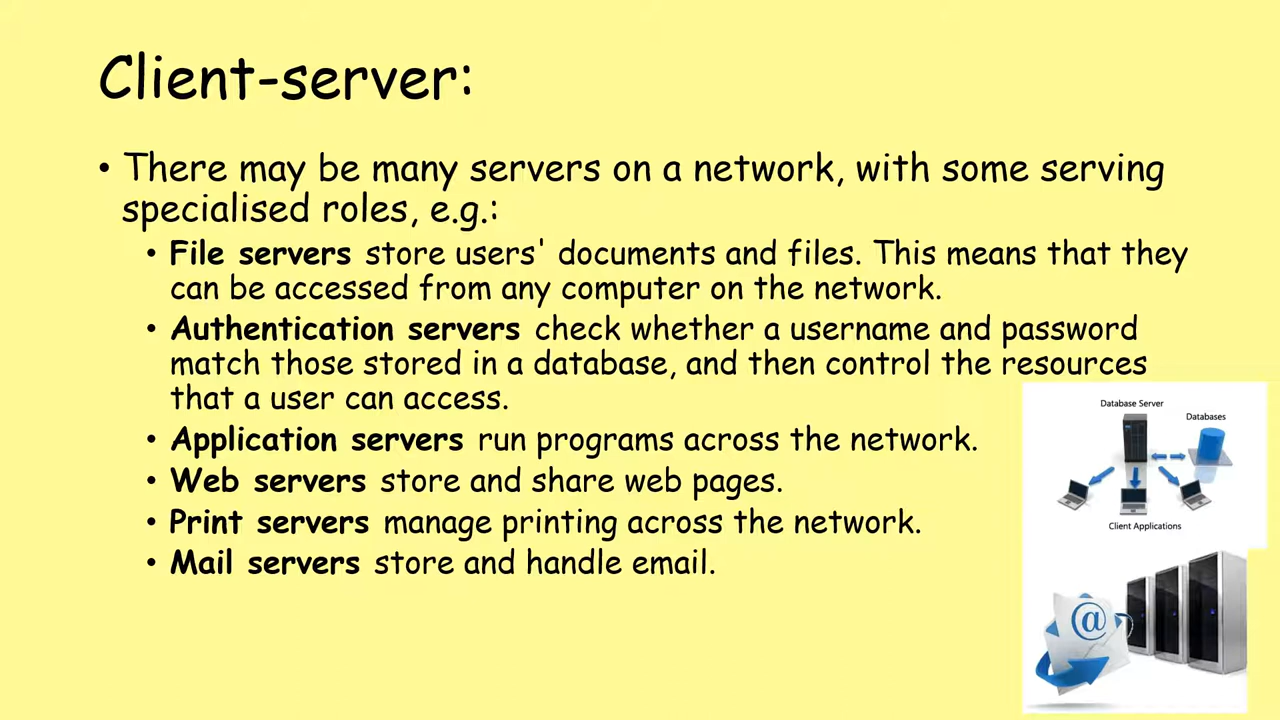 Client-server:
• There may be many servers on a network, with some serving
specialised roles, e.g.:
• File servers store users' documents and files. This means that they
can be accessed from any computer on the network.
• Authentication servers check whether a username and password
match those stored in a database, and then control the resources
that a user can access.
• Application servers run programs across the network.
• Web servers store and share web pages.
• Print servers manage printing across the network.
• Mail servers store and handle email.
Database Server
Databases
Client Applications
@